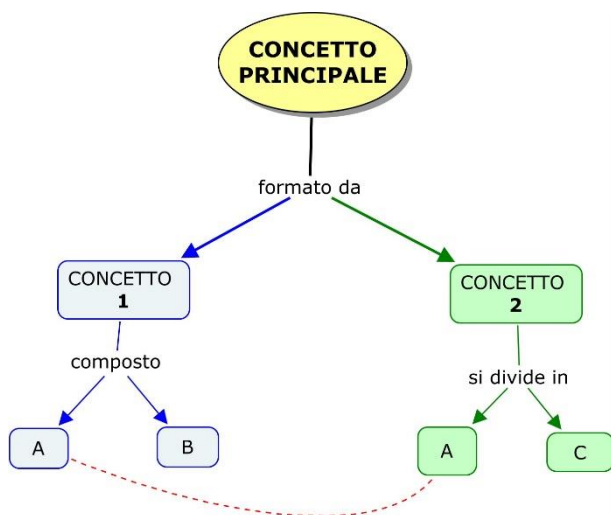 CONCETTO
PRINCIPALE
formato da
CONCETTO
1
CONCETTO
2
composto
si divide in
A
B
A
C